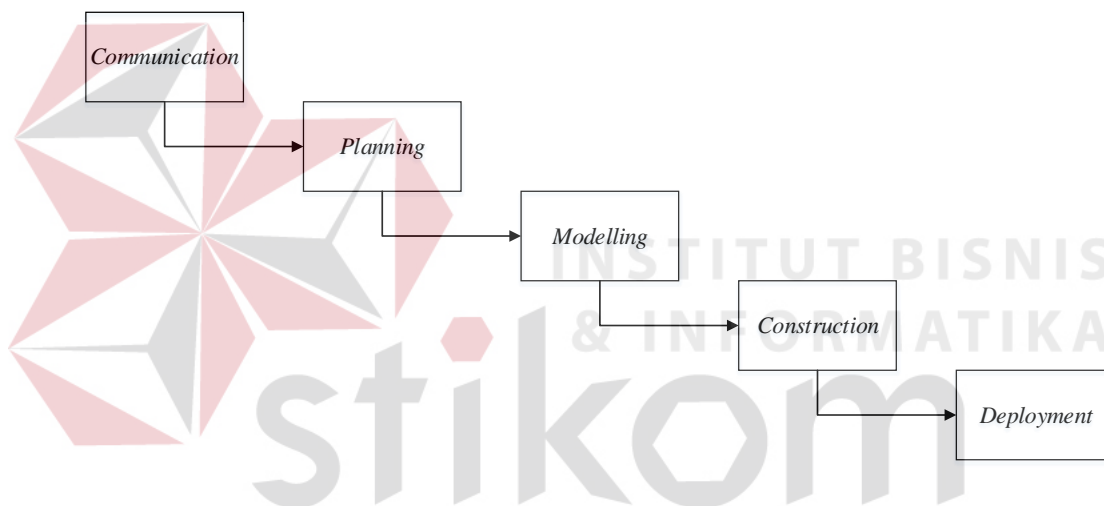 Communication
Planning
Modelling
INSTITUT BISNIS
Construction
& INFORMATIKA
stikom
Deployment